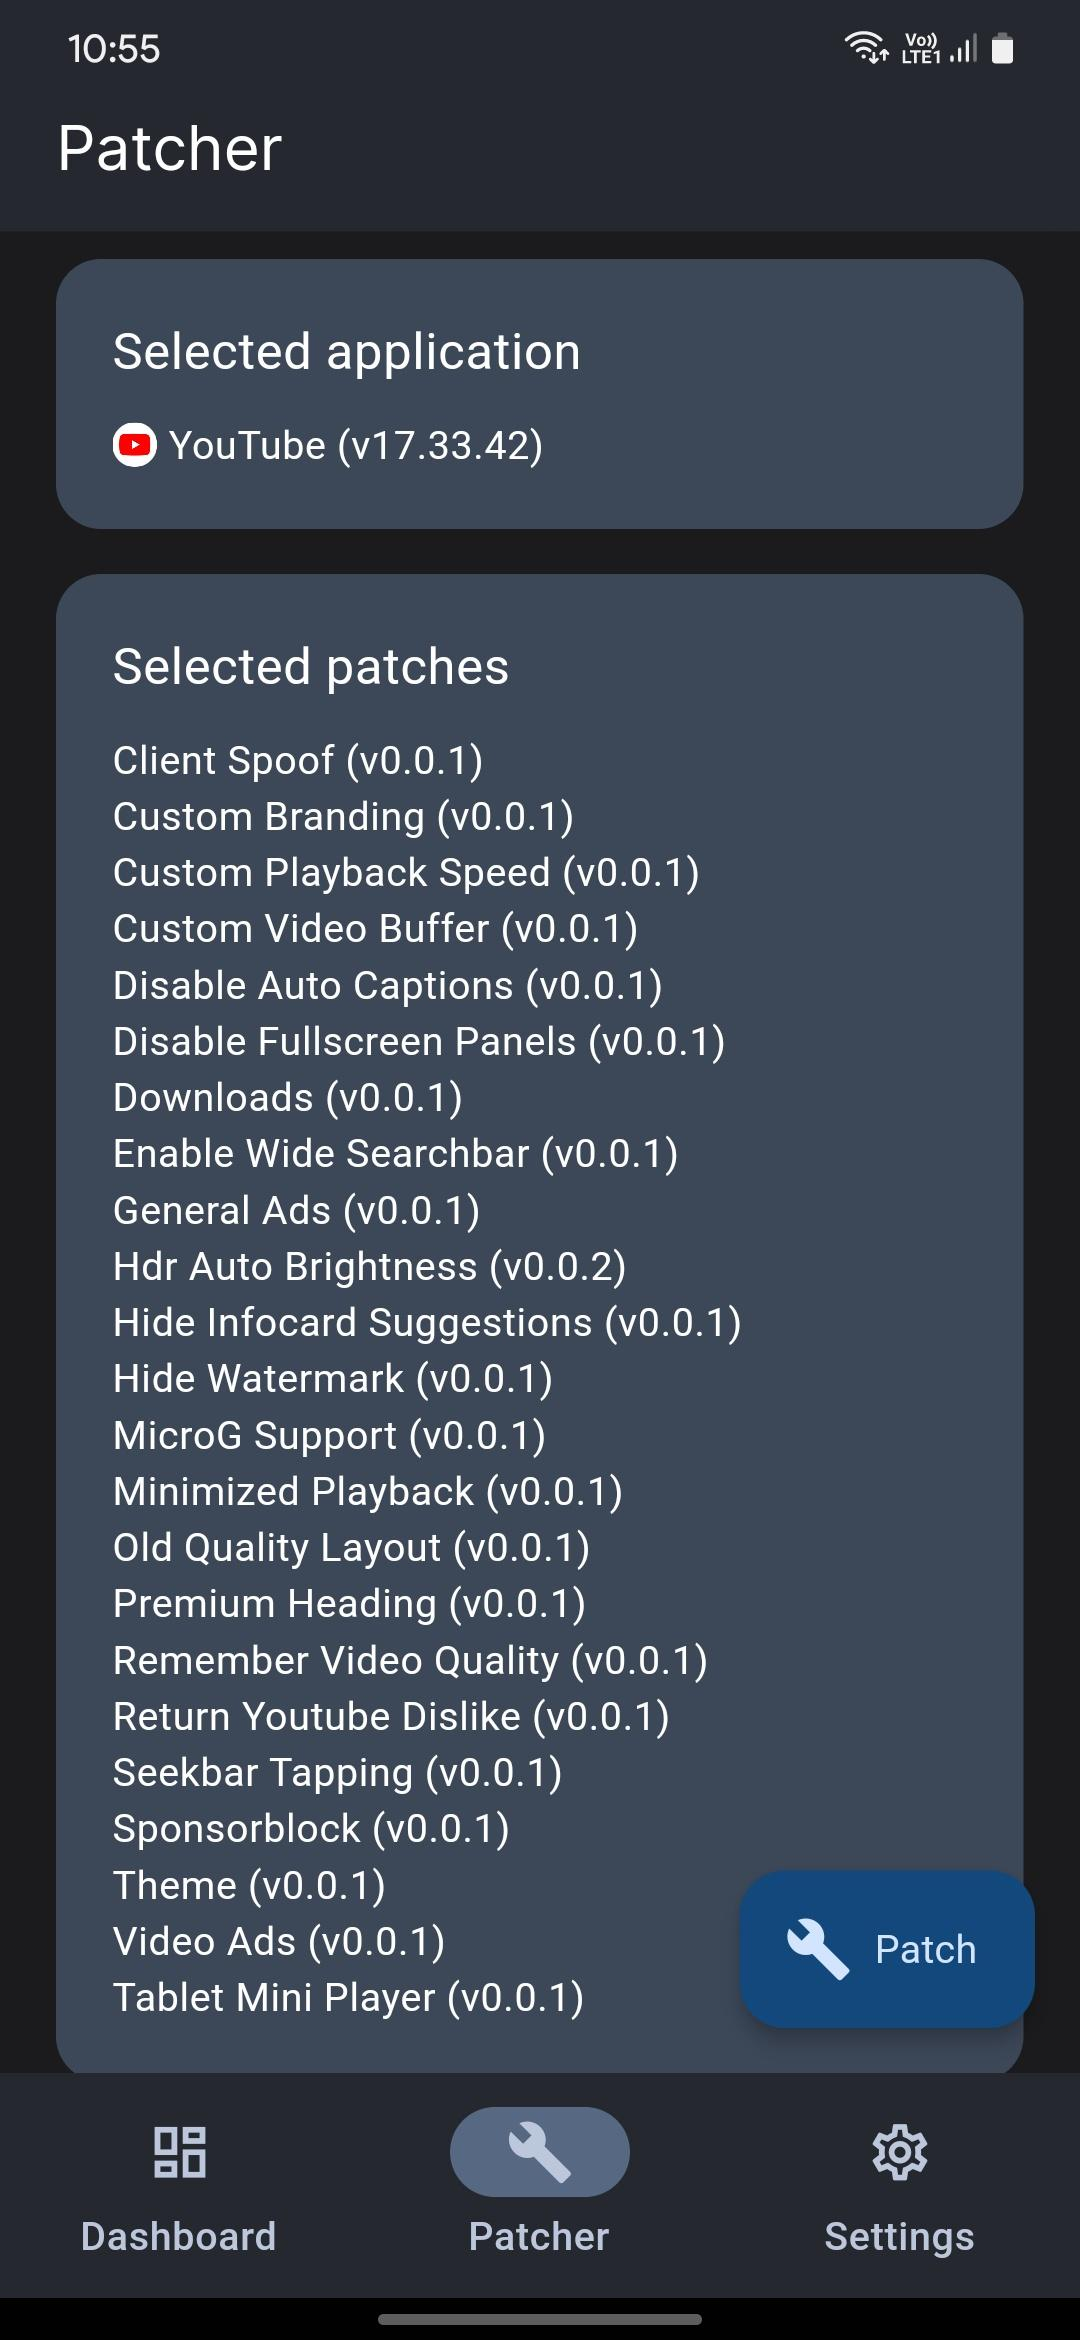 10:55
Vo)) LTE1
Patcher
Selected application
YouTube (v17.33.42)
Selected patches
Client Spoof (v0.0.1)
Custom Branding (v0.0.1)
Custom Playback Speed (v0.0.1)
Custom Video Buffer (v0.0.1)
Disable Auto Captions (v0.0.1)
Disable Fullscreen Panels (v0.0.1)
Downloads (v0.0.1)
Enable Wide Searchbar (v0.0.1)
General Ads (v0.0.1)
Hdr Auto Brightness (v0.0.2)
Hide Infocard Suggestions (v0.0.1)
Hide Watermark (v0.0.1)
MicroG Support (v0.0.1)
Minimized Playback (v0.0.1)
Old Quality Layout (v0.0.1)
Premium Heading (v0.0.1)
Remember Video Quality (v0.0.1)
Return Youtube Dislike (v0.0.1)
Seekbar Tapping (v0.0.1)
Sponsorblock (v0.0.1)
Theme (v0.0.1)
Video Ads (v0.0.1)
Tablet Mini Player (v0.0.1)
Patch
Dashboard
Patcher
Settings